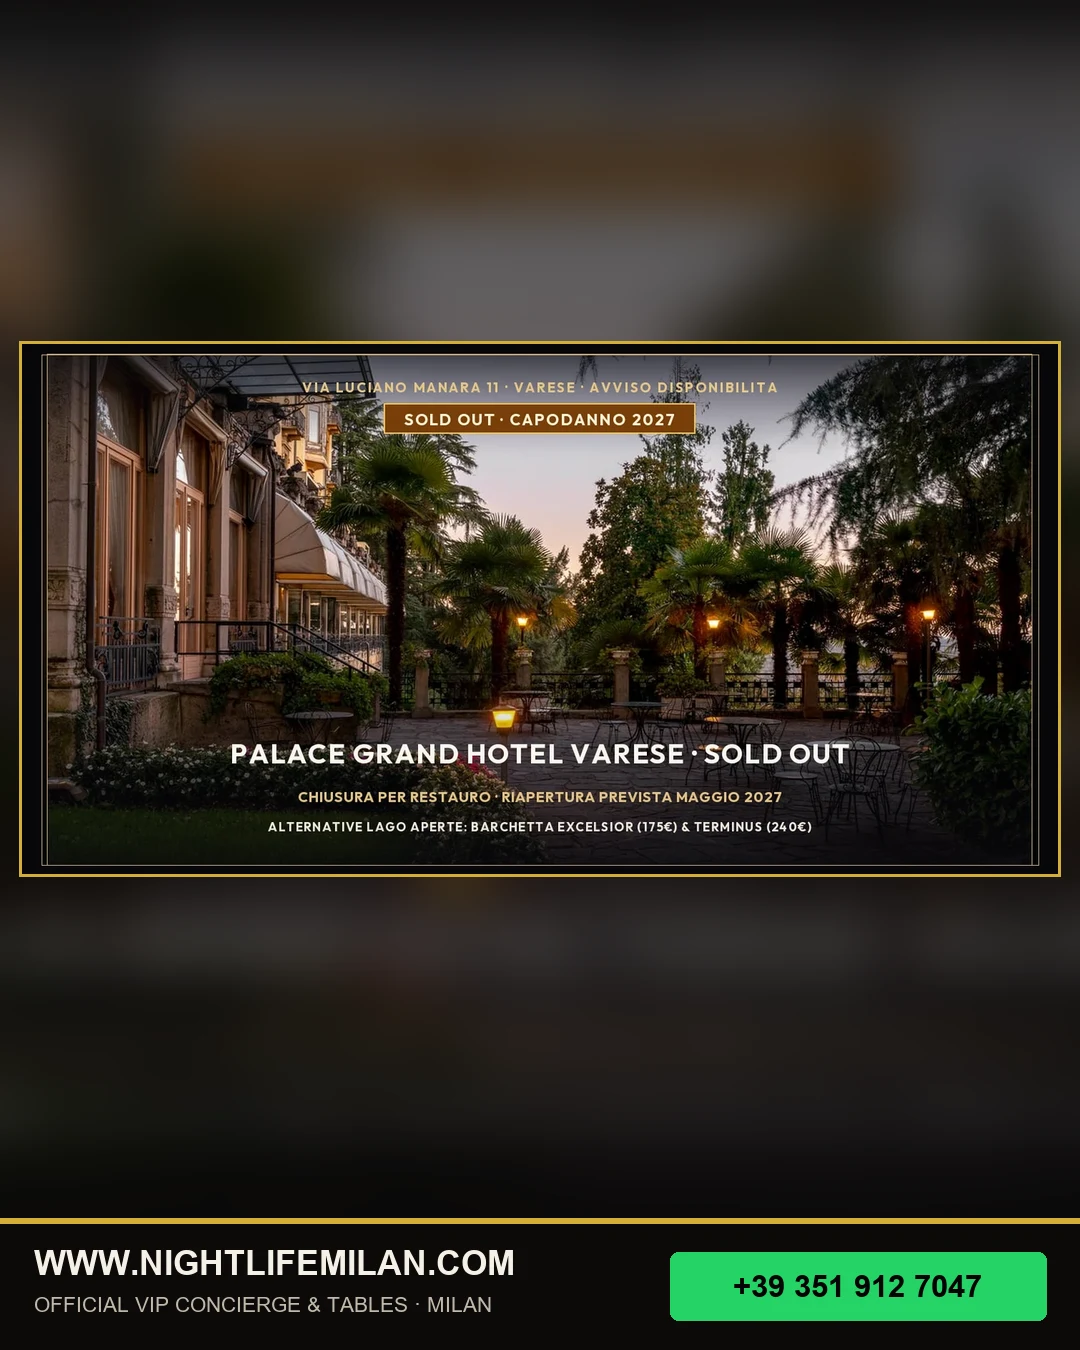 VIA LUCIANO MANARA 11 · VARESE · AVVISO DISPONIBILITA
SOLD OUT · CAPODANNO 2027
PALACE GRAND HOTEL VARESE · SOLD OUT
CHIUSURA PER RESTAURO · RIAPERTURA PREVISTA MAGGIO 2027
ALTERNATIVE LAGO APERTE: BARCHETTA EXCELSIOR (175€) & TERMINUS (240€)
WWW.NIGHTLIFEMILAN.COM
OFFICIAL VIP CONCIERGE & TABLES · MILAN
+39 351 912 7047